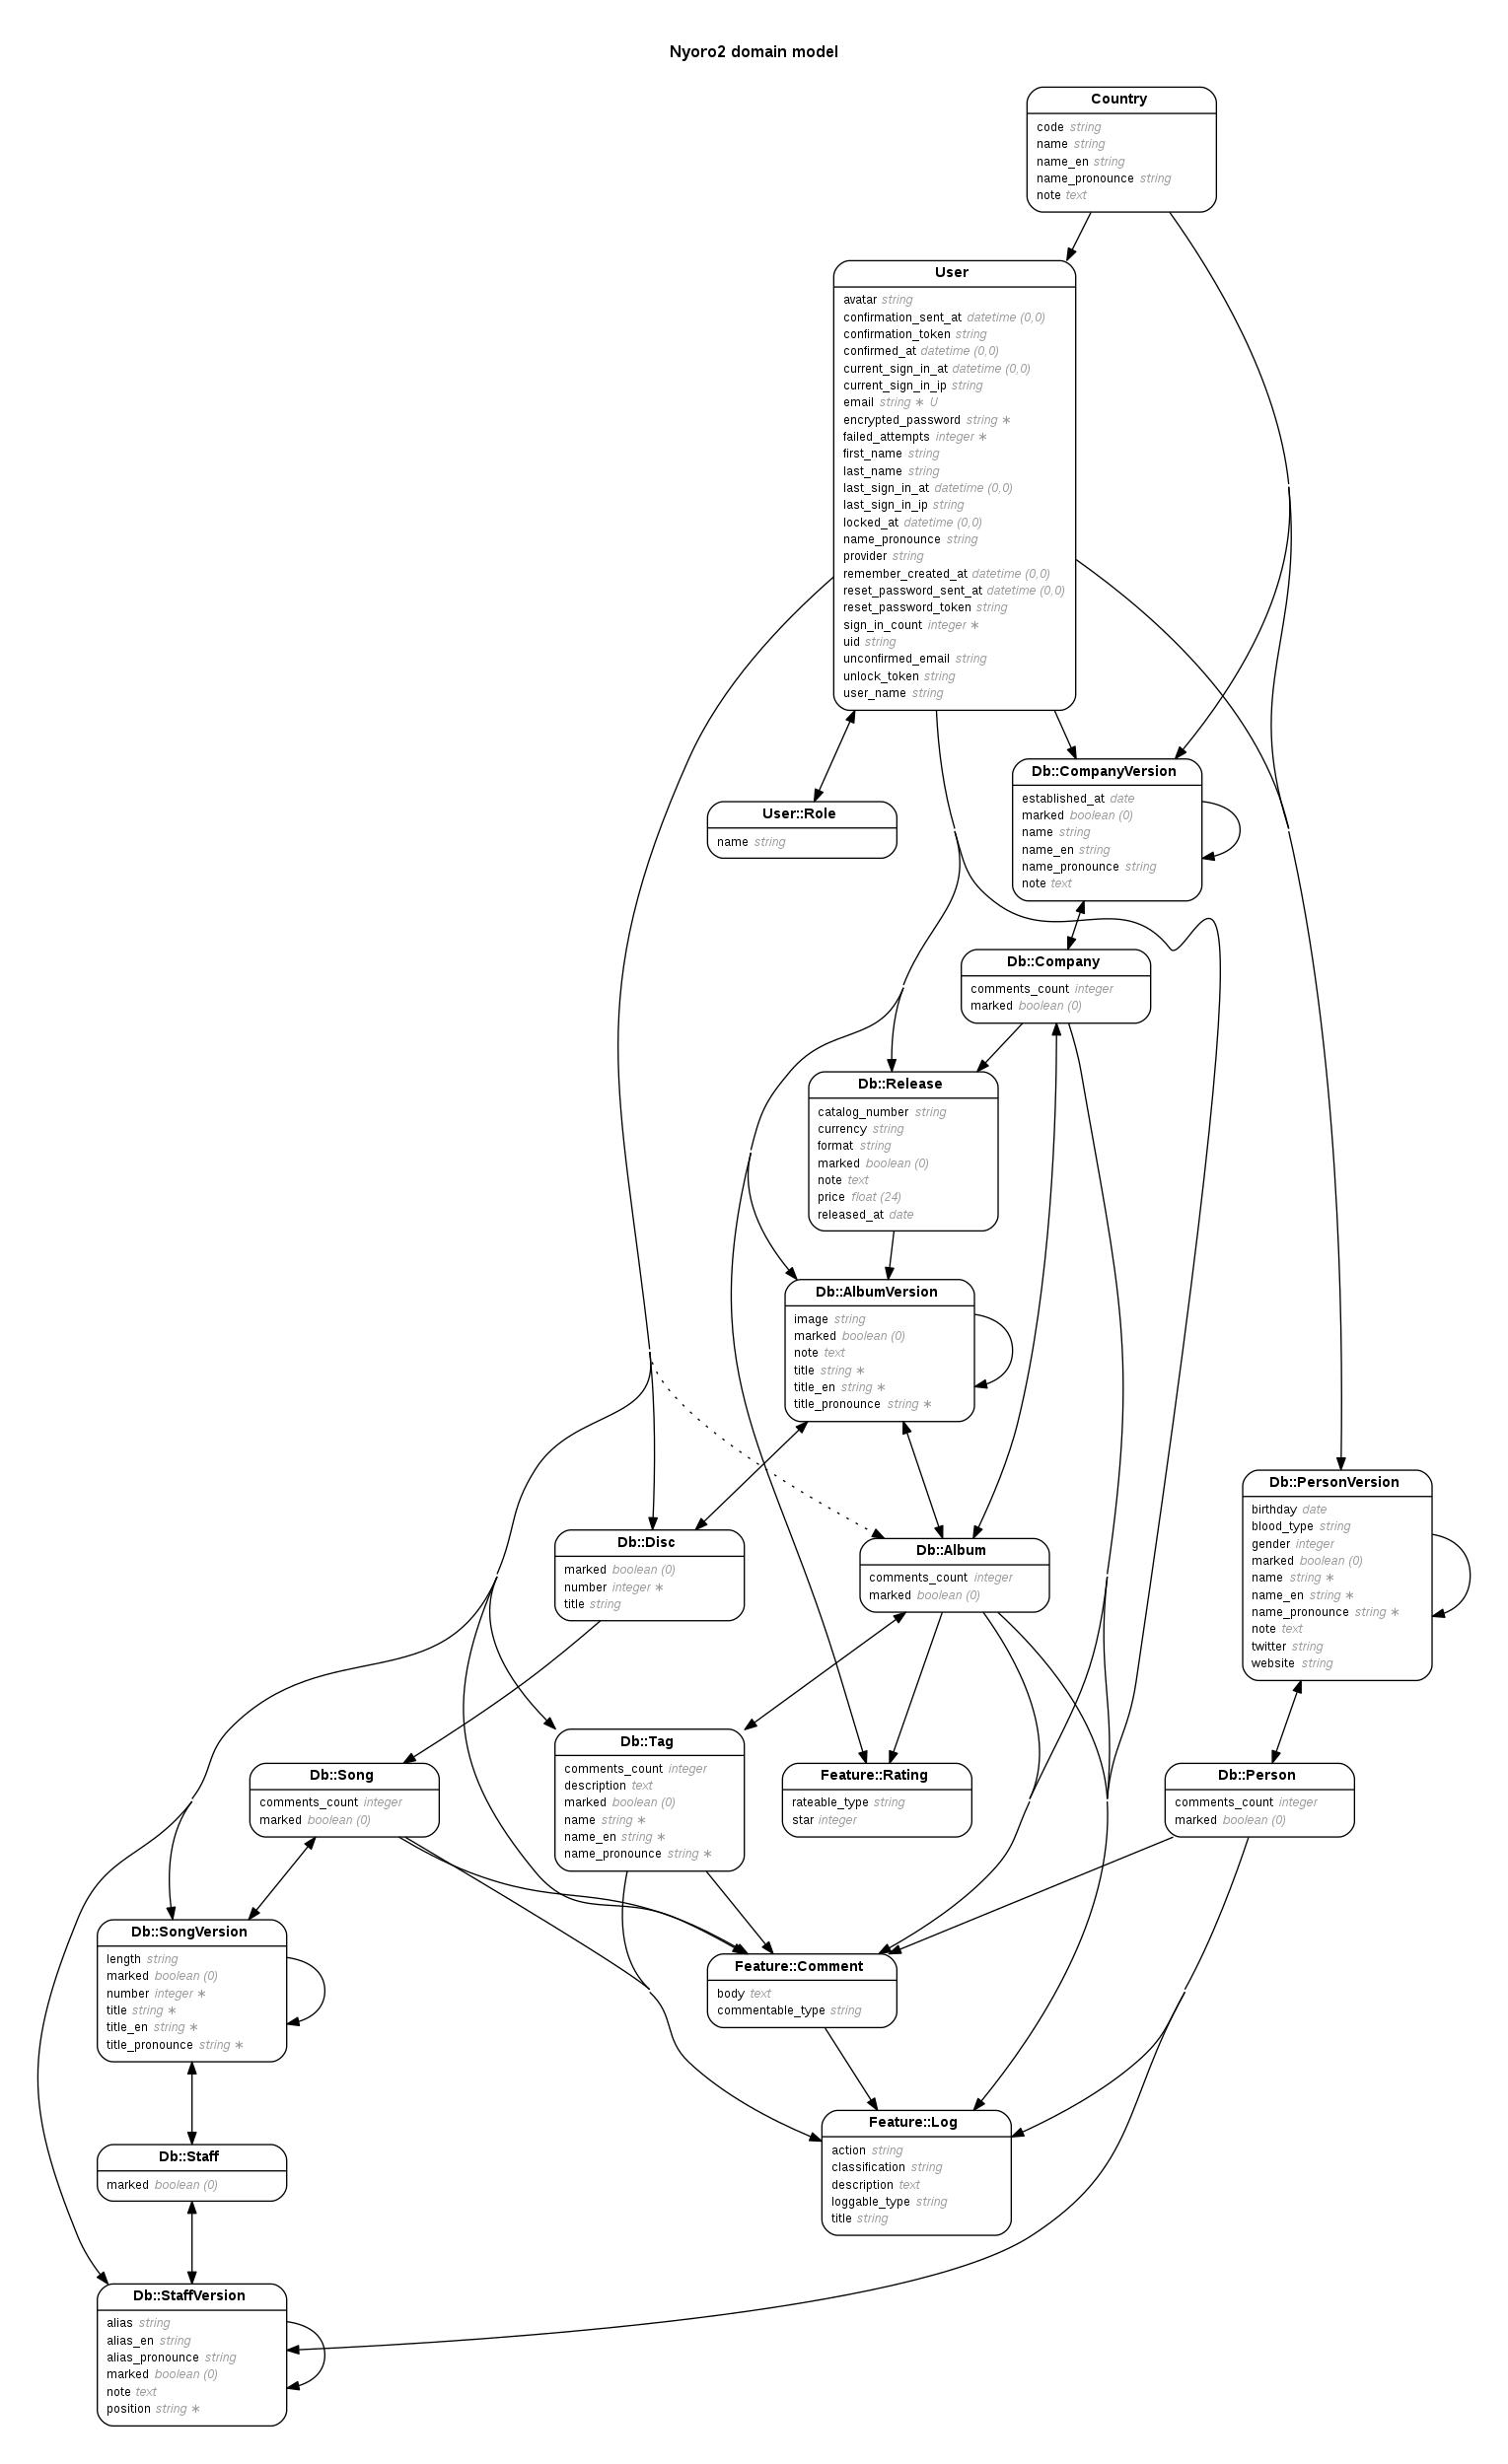 Nyoro2 domain model
Country
code string
name string
name_en string
name_pronounce string
note text
User
avatar string
confirmation_sent_at datetime (0,0)
confirmation_token string
confirmed_at datetime (0,0)
current_sign_in_at datetime (0,0)
current_sign_in_ip string
email string ∗ U
encrypted_password string ∗
failed_attempts integer ∗
first_name string
last_name string
last_sign_in_at datetime (0,0)
last_sign_in_ip string
locked_at datetime (0,0)
name_pronounce string
provider string
remember_created_at datetime (0,0)
reset_password_sent_at datetime (0,0)
reset_password_token string
sign_in_count integer ∗
uid string
unconfirmed_email string
unlock_token string
user_name string
Db::CompanyVersion
established_at date
marked boolean (0)
name string
name_en string
name_pronounce string
note text
User::Role
name string
Db::Company
comments_count integer
marked boolean (0)
Db::Release
catalog_number string
currency string
format string
marked boolean (0)
note text
price float (24)
released_at date
Db::AlbumVersion
image string
marked boolean (0)
note text
title string ∗
title_en string ∗
title_pronounce string ∗
Db::PersonVersion
birthday date
blood_type string
gender integer
marked boolean (0)
name string ∗
name_en string ∗
name_pronounce string ∗
note text
twitter string
website string
Db::Disc
marked boolean (0)
number integer ∗
title string
Db::Album
comments_count integer
marked boolean (0)
Db::Tag
comments_count integer
description text
marked boolean (0)
name string ∗
name_en string ∗
name_pronounce string ∗
Db::Song
comments_count integer
marked boolean (0)
Feature::Rating
rateable_type string
star integer
Db::Person
comments_count integer
marked boolean (0)
Db::SongVersion
length string
marked boolean (0)
number integer ∗
title string ∗
title_en string ∗
title_pronounce string ∗
Feature::Comment
body text
commentable_type string
Feature::Log
action string
classification string
description text
loggable_type string
title string
Db::Staff
marked boolean (0)
Db::StaffVersion
alias string
alias_en string
alias_pronounce string
marked boolean (0)
note text
position string ∗